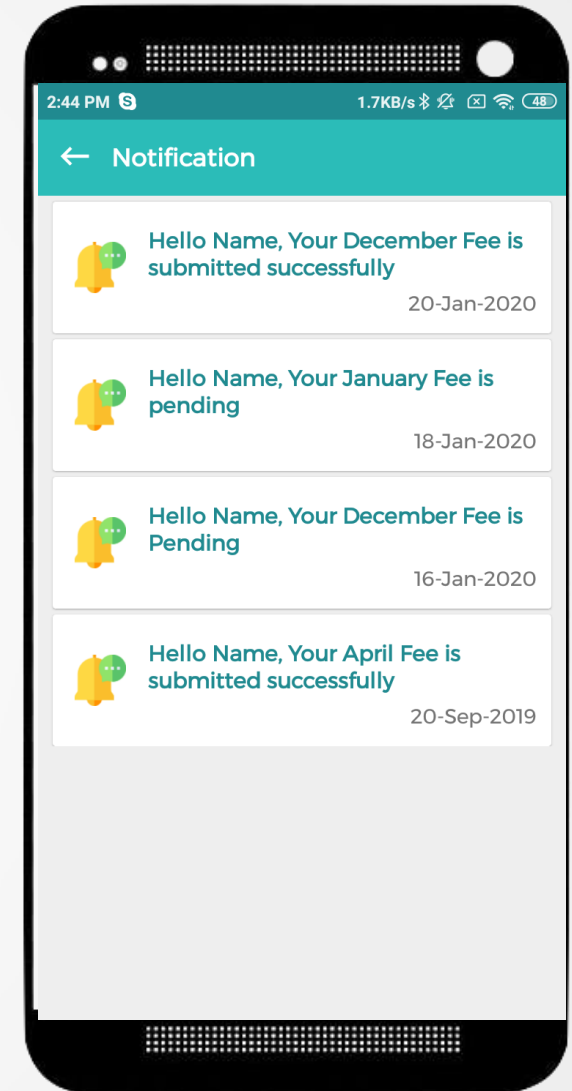 2:44 PM S 1.7KB/s 48
Notification
Hello Name, Your December Fee is
submitted successfully
20-Jan-2020
Hello Name, Your January Fee is
pending
18-Jan-2020
Hello Name, Your December Fee is
Pending
16-Jan-2020
Hello Name, Your April Fee is
submitted successfully
20-Sep-2019